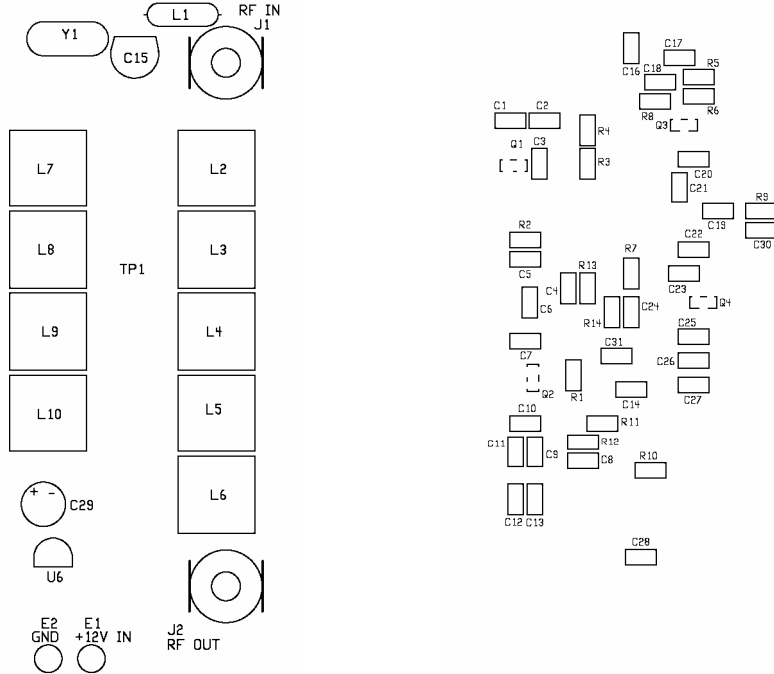 L1
RF IN
J1
Y1
C15
L7
L2
L8
L3
TP1
L9
L4
L10
L5
L6
+ -
C29
U6
E2
GND
E1
+12V IN
J2
RF OUT
C17
C16
C18
R5
R8
R6
C1
C2
R4
Q3
Q1
C3
R3
C20
C21
R9
C19
C30
R2
C22
R7
C5
R13
C4
C23
C6
C24
Q4
R14
C25
C7
C31
C26
Q2
R1
C14
C27
C10
R11
C11
C9
R12
C8
R10
C12
C13
C28